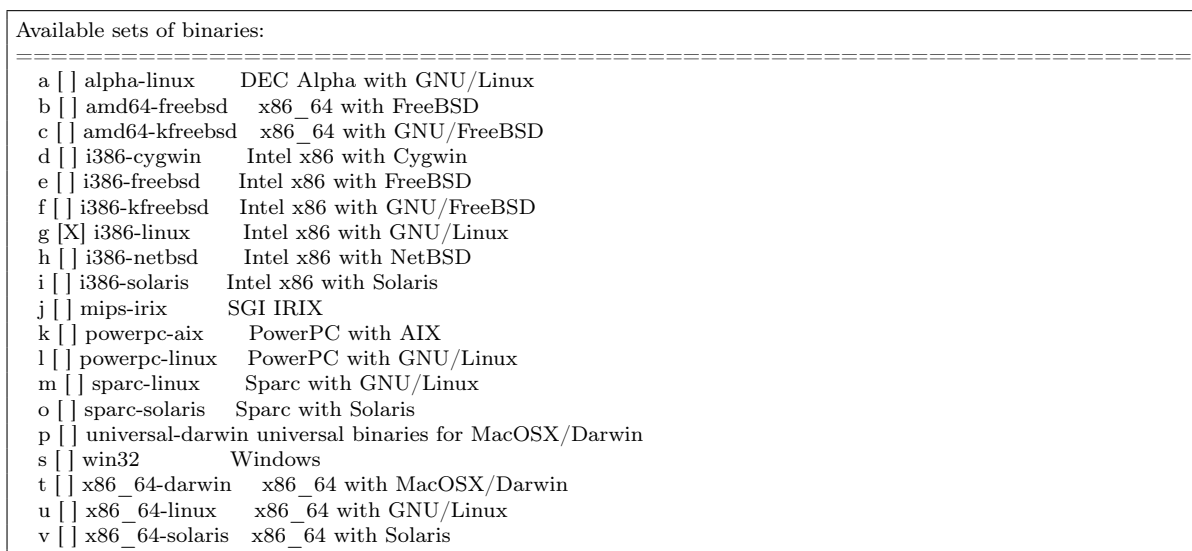 Available sets of binaries:
===================================================================
a [ ] alpha-linux DEC Alpha with GNU/Linux
b [ ] amd64-freebsd x86_64 with FreeBSD
c [ ] amd64-kfreebsd x86_64 with GNU/FreeBSD
d [ ] i386-cygwin Intel x86 with Cygwin
e [ ] i386-freebsd Intel x86 with FreeBSD
f [ ] i386-kfreebsd Intel x86 with GNU/FreeBSD
g [X] i386-linux Intel x86 with GNU/Linux
h [ ] i386-netbsd Intel x86 with NetBSD
i [ ] i386-solaris Intel x86 with Solaris
j [ ] mips-irix SGI IRIX
k [ ] powerpc-aix PowerPC with AIX
l [ ] powerpc-linux PowerPC with GNU/Linux
m [ ] sparc-linux Sparc with GNU/Linux
o [ ] sparc-solaris Sparc with Solaris
p [ ] universal-darwin universal binaries for MacOSX/Darwin
s [ ] win32 Windows
t [ ] x86_64-darwin x86_64 with MacOSX/Darwin
u [ ] x86_64-linux x86_64 with GNU/Linux
v [ ] x86_64-solaris x86_64 with Solaris